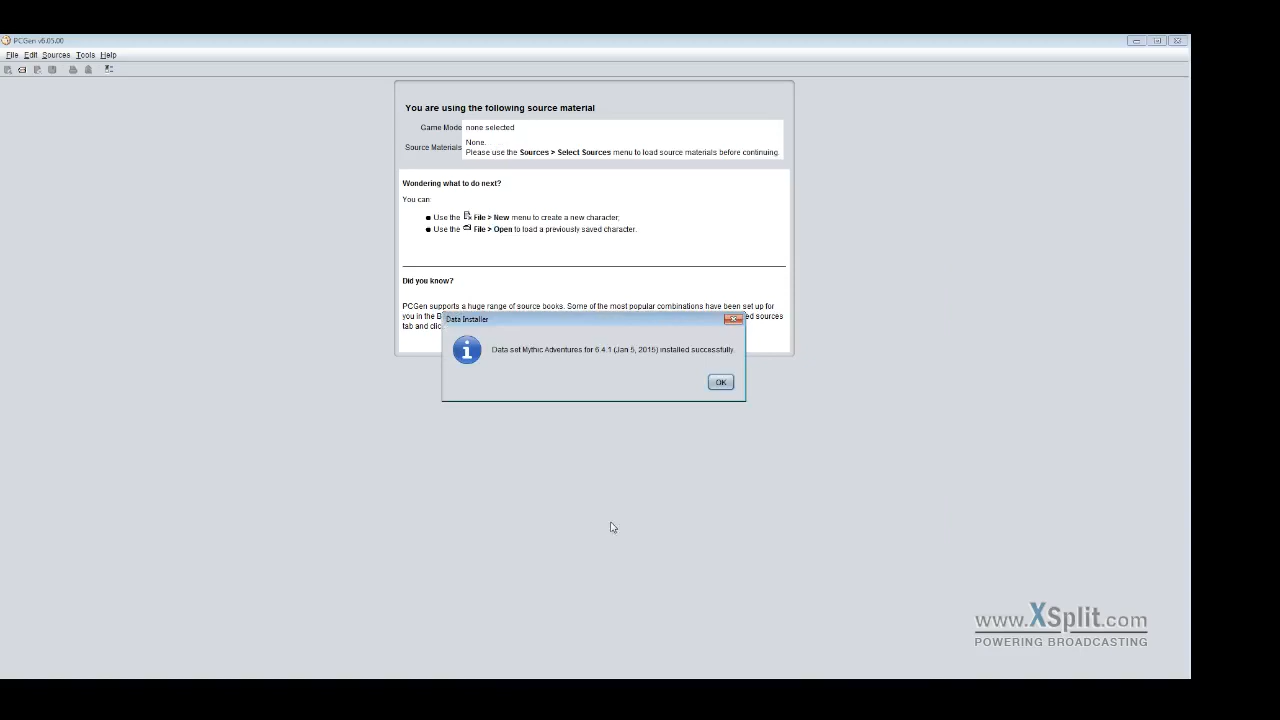 PCGen v6.05.00
File Edit Sources Tools Help
You are using the following source material
Game Mode none selected
Source Materials None.
Please use the Sources > Select Sources menu to load source materials before continuing.
Wondering what to do next?
You can:
Use the File > New menu to create a new character;
Use the File > Open to load a previously saved character.
Did you know?
PCGen supports a huge range of source books. Some of the most popular combinations have been set up for
you in the B
ed sources
tab and clic
Data Installer
Data set Mythic Adventures for 6.4.1 (Jan 5, 2015) installed successfully.
OK
www.XSplit.com
POWERING BROADCASTING